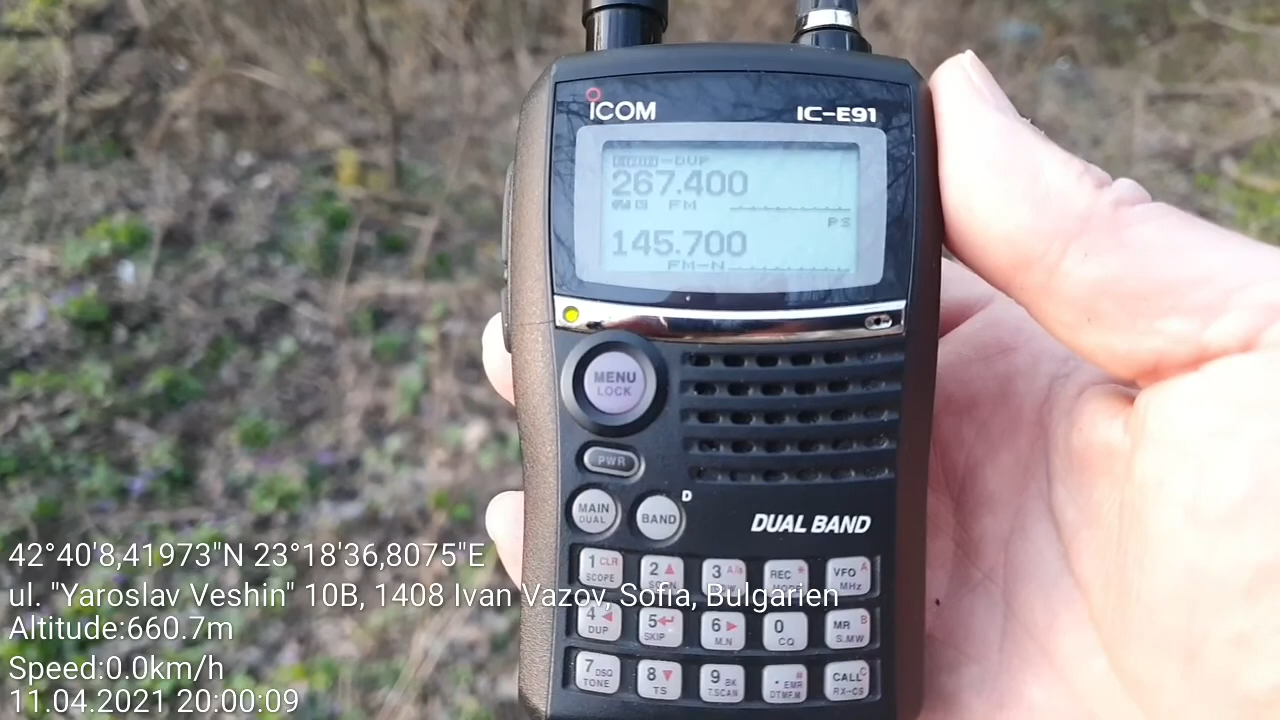 ICOM IC-E91
-DUP
267.400
FM
PS
145.700
FM-N
MENU
LOCK
PWR
MAIN
DUAL
BAND
D
DUAL BAND
1 CLR 2 3 A/a REC * VFO A
SCOPE MHz
4 5 6 0 MR B
DUP SKIP M.N CQ S.MW
7 DSQ 8 9 BK . EMR # CALL C
TONE TS T.SCAN DTMF.M RX-CS
42°40'8,41973"N 23°18'36,8075"E
ul. "Yaroslav Veshin" 10B, 1408 Ivan Vazov, Sofia, Bulgarien
Altitude:660.7m
Speed:0.0km/h
11.04.2021 20:00:09